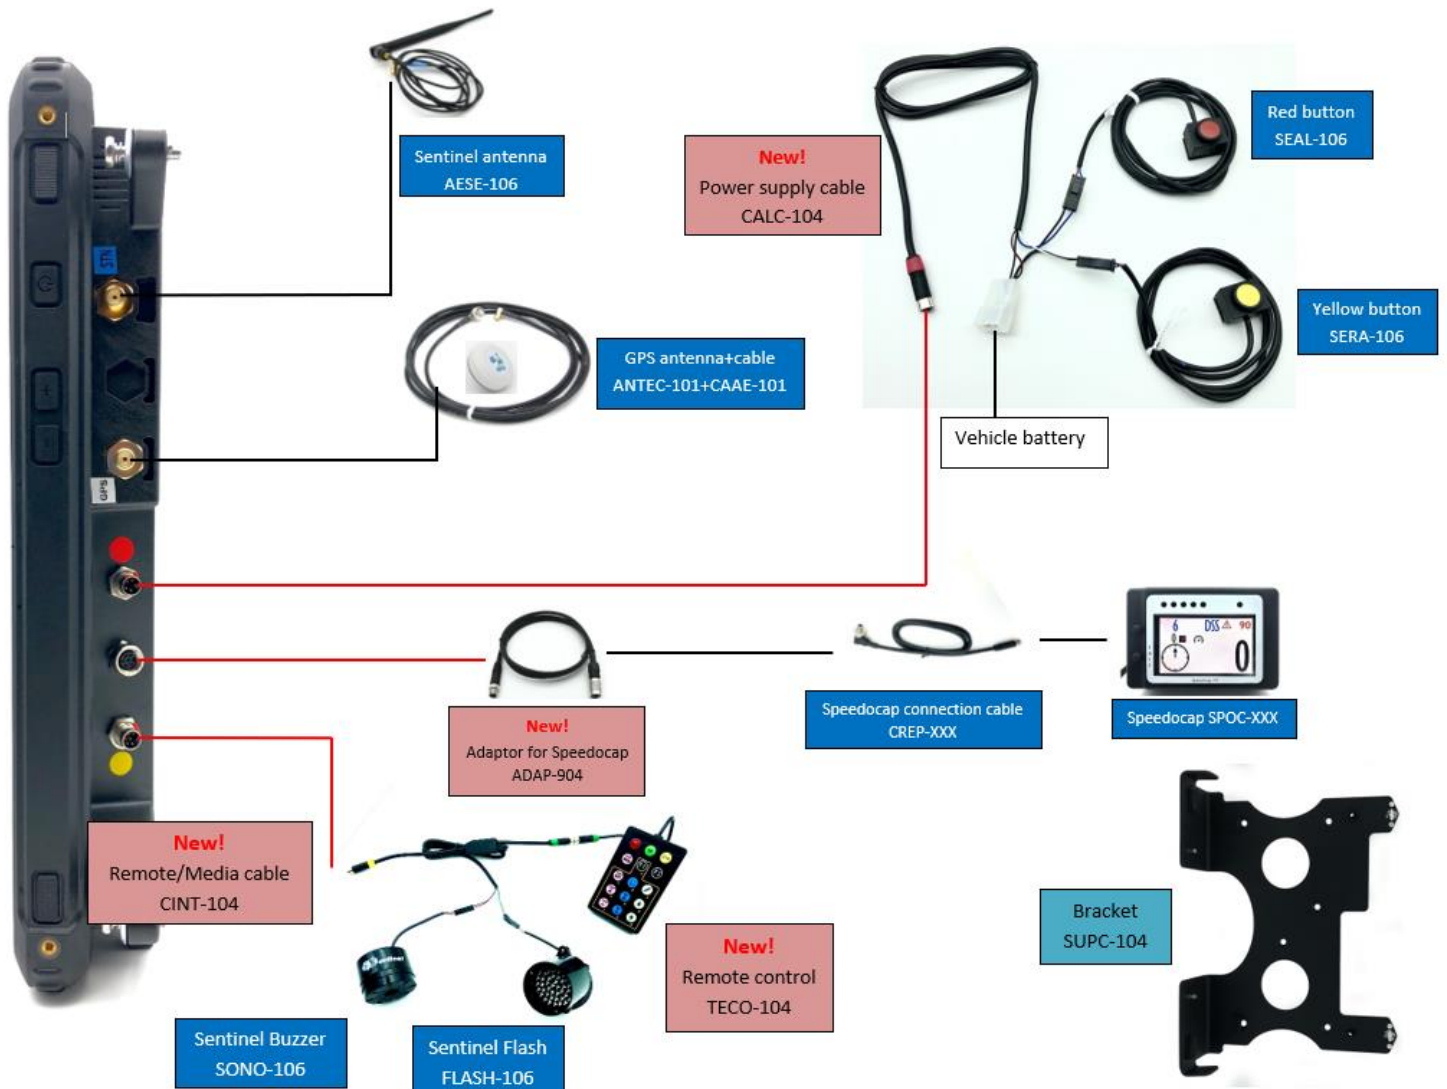 Sentinel antenna
AESE-106
New!
Power supply cable
CALC-104
Red button
SEAL-106
STN
GPS antenna+cable
ANTEC-101+CAAE-101
Yellow button
SERA-106
Vehicle battery
GPS
6
DSS
90
0
0
New!
Adaptor for Speedocap
ADAP-904
Speedocap connection cable
CREP-XXX
Speedocap SPOC-XXX
New!
Remote/Media cable
CINT-104
New!
Remote control
TECO-104
Bracket
SUPC-104
Sentinel Buzzer
SONO-106
Sentinel Flash
FLASH-106